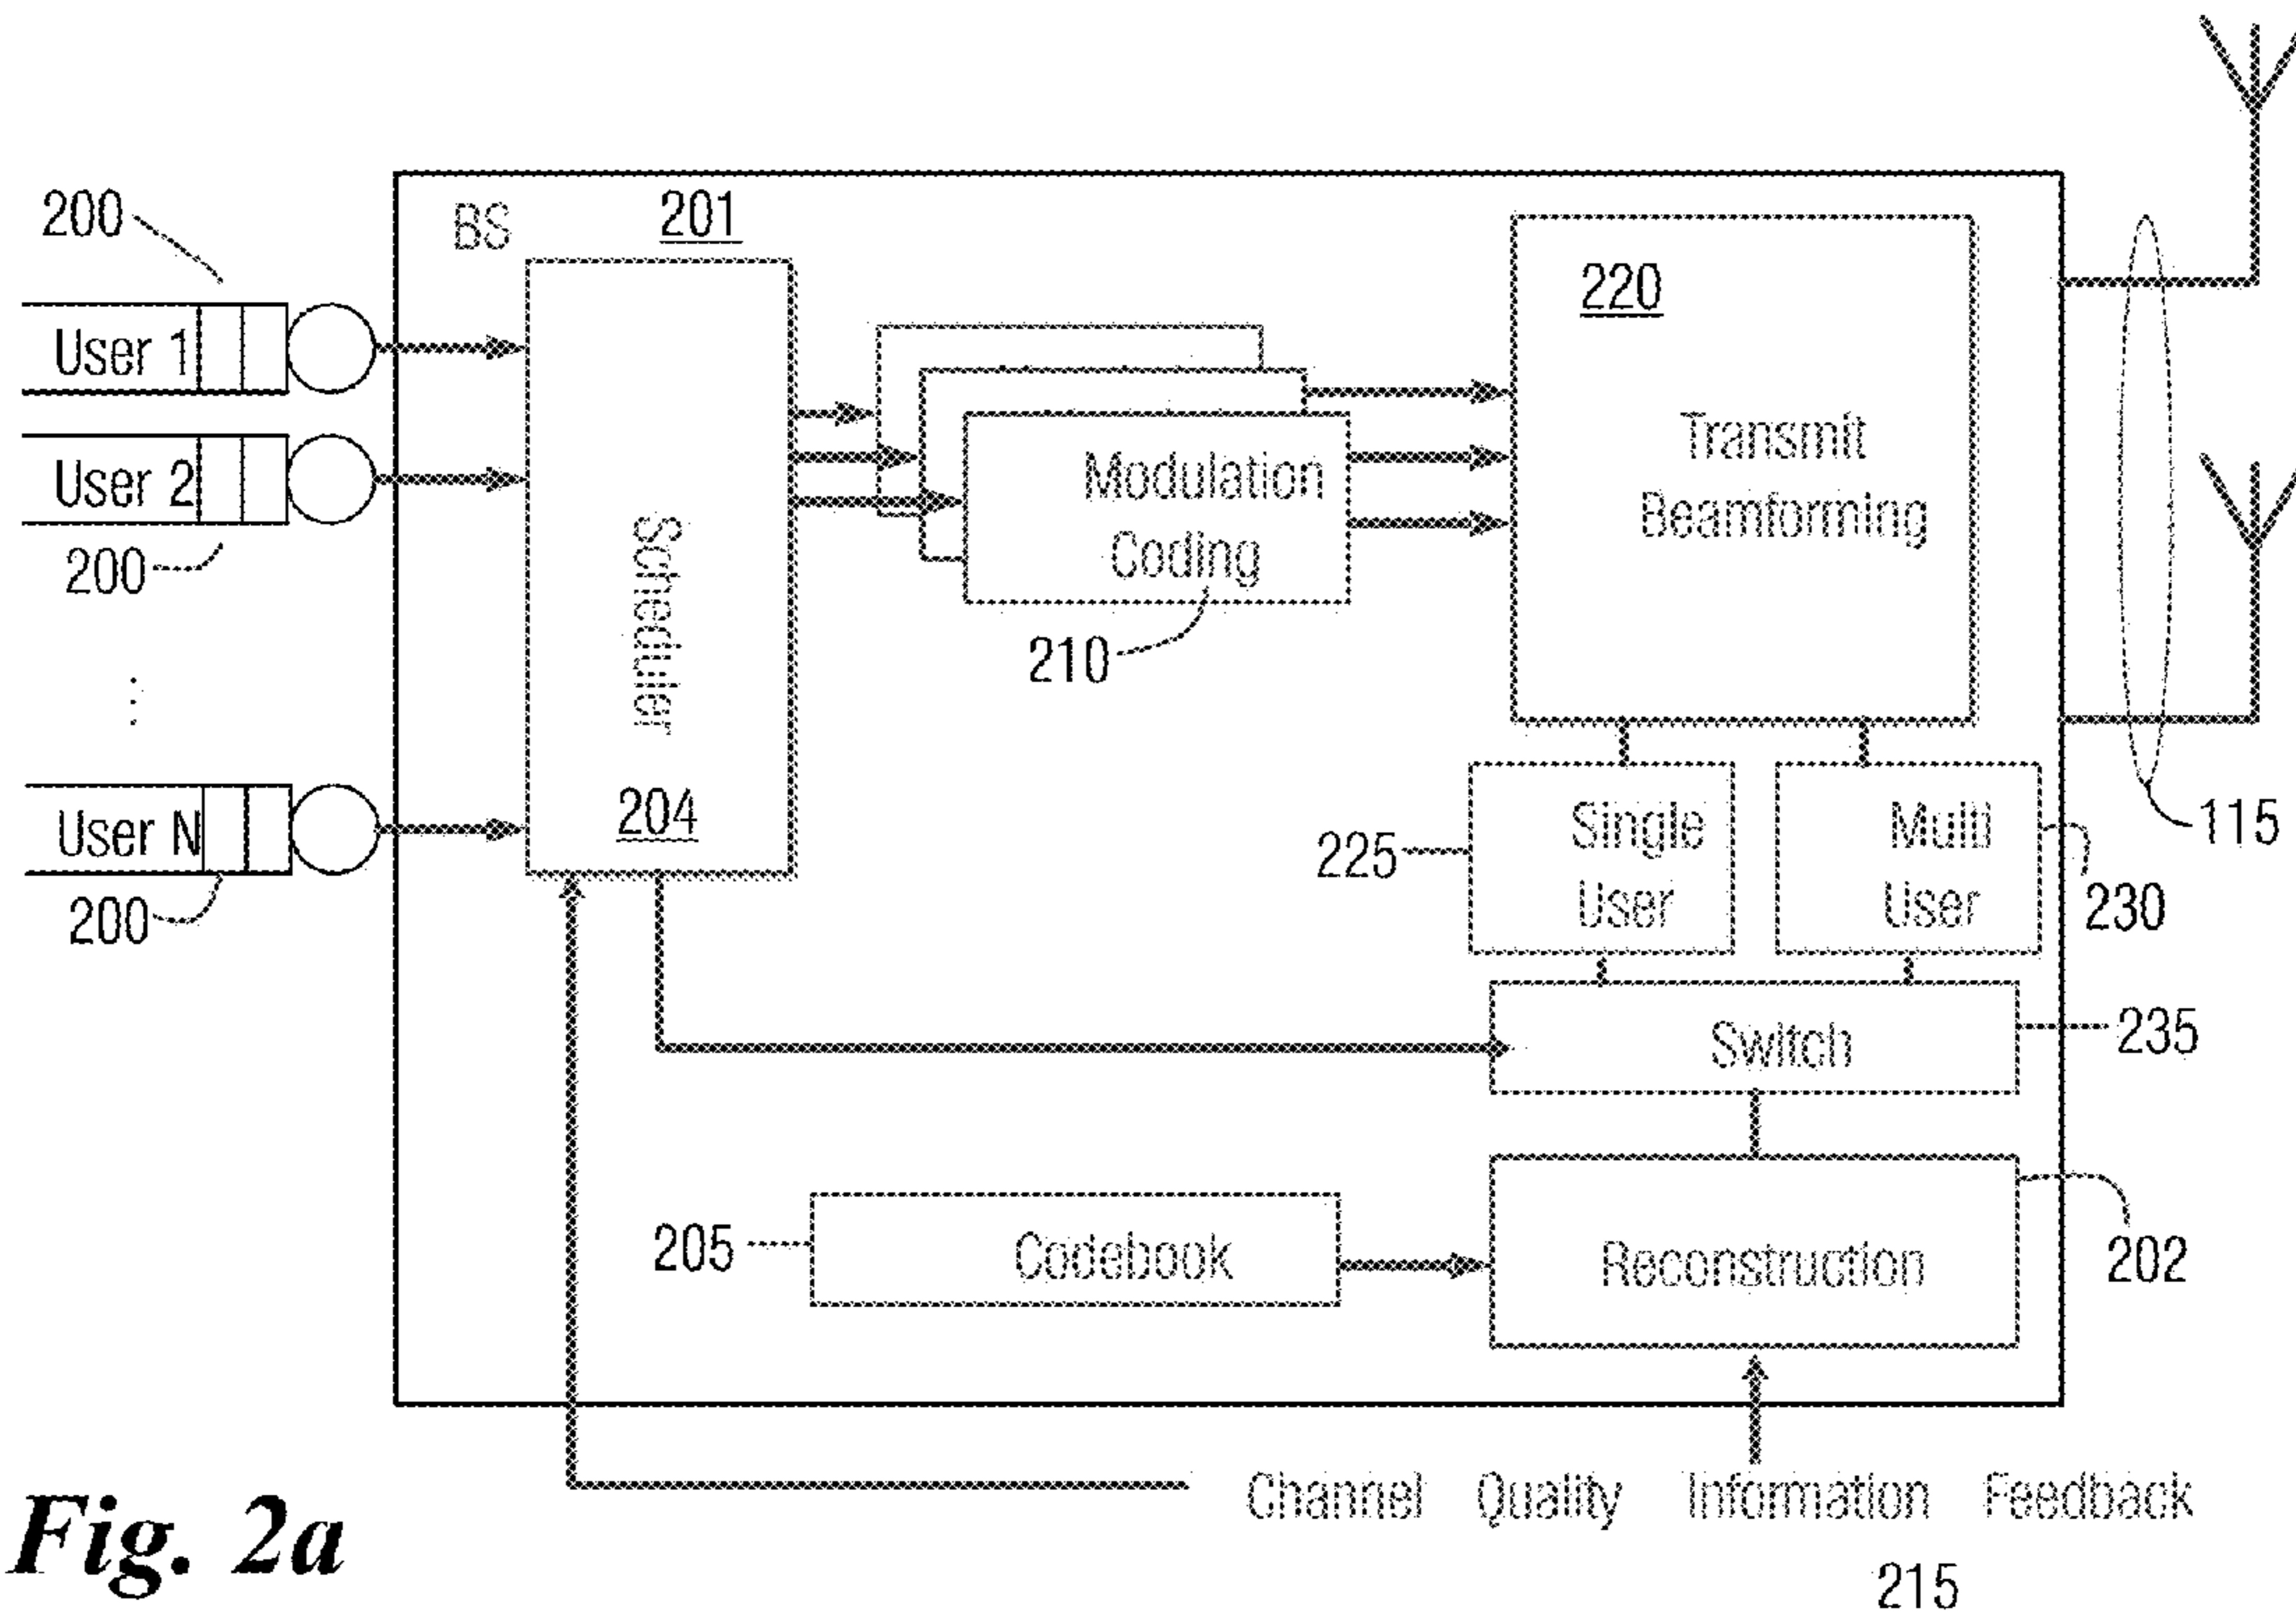 BS
201
200
User 1
User 2
200
⋮
User N
200
Scheduler
204
Modulation
Coding
210
220
Transmit
Beamforming
225
Single
User
Multi
User
230
115
Switch
235
205
Codebook
Reconstruction
202
Channel Quality Information Feedback
215
Fig. 2a